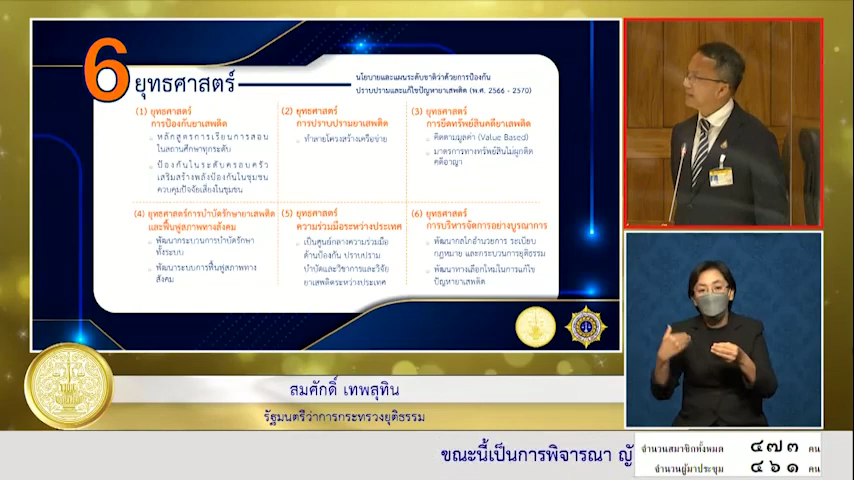 6
ยุทธศาสตร์
นโยบายและแผนระดับชาติว่าด้วยการป้องกัน
ปราบปรามและแก้ไขปัญหายาเสพติด (พ.ศ. 2566 - 2570)
(1) ยุทธศาสตร์
การป้องกันยาเสพติด
หลักสูตรการเรียนการสอน
ในสถานศึกษาทุกระดับ
ป้องกันในระดับครอบครัว
เสริมสร้างพลังป้องกันในชุมชน
ควบคุมปัจจัยเสี่ยงในชุมชน
(2) ยุทธศาสตร์
การปราบปรามยาเสพติด
ทำลายโครงสร้างเครือข่าย
(3) ยุทธศาสตร์
การยึดทรัพย์สินคดียาเสพติด
คิดตามมูลค่า (Value Based)
มาตรการทางทรัพย์สินไม่ผูกติด
คดีอาญา
(4) ยุทธศาสตร์การบำบัดรักษายาเสพติด
และฟื้นฟูสภาพทางสังคม
พัฒนากระบวนการบำบัดรักษา
ทั้งระบบ
พัฒนาระบบการฟื้นฟูสภาพทาง
สังคม
(5) ยุทธศาสตร์
ความร่วมมือระหว่างประเทศ
เป็นศูนย์กลางความร่วมมือ
ด้านป้องกัน ปราบปราม
บำบัดและวิชาการและวิจัย
ยาเสพติดระหว่างประเทศ
(6) ยุทธศาสตร์
การบริหารจัดการอย่างบูรณาการ
พัฒนากลไกอำนวยการ ระเบียบ
กฎหมาย และกระบวนการยุติธรรม
พัฒนาทางเลือกใหม่ในการแก้ไข
ปัญหายาเสพติด
สมศักดิ์ เทพสุทิน
รัฐมนตรีว่าการกระทรวงยุติธรรม
ขณะนี้เป็นการพิจารณา ญั
จำนวนสมาชิกทั้งหมด ๔๗๓ คน
จำนวนผู้มาประชุม ๔๖๑ คน